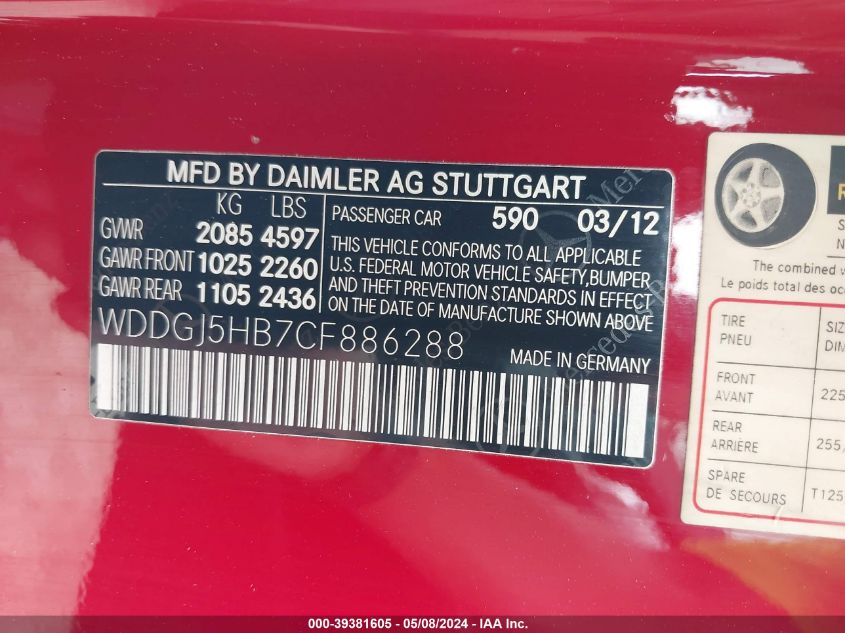 MFD BY DAIMLER AG STUTTGART
KG LBS
GVWR 2085 4597
GAWR FRONT 1025 2260
GAWR REAR 1105 2436
PASSENGER CAR 590 03/12
THIS VEHICLE CONFORMS TO ALL APPLICABLE
U.S. FEDERAL MOTOR VEHICLE SAFETY,BUMPER
AND THEFT PREVENTION STANDARDS IN EFFECT
ON THE DATE OF MANUFACTURE SHOWN ABOVE.
WDDGJ5HB7CF886288
MADE IN GERMANY
The combined
Le poids total des
TIRE
PNEU
FRONT
AVANT
225
REAR
ARRIÈRE
255/
SPARE
DE SECOURS
T125
000-39381605 - 05/08/2024 - IAA Inc.